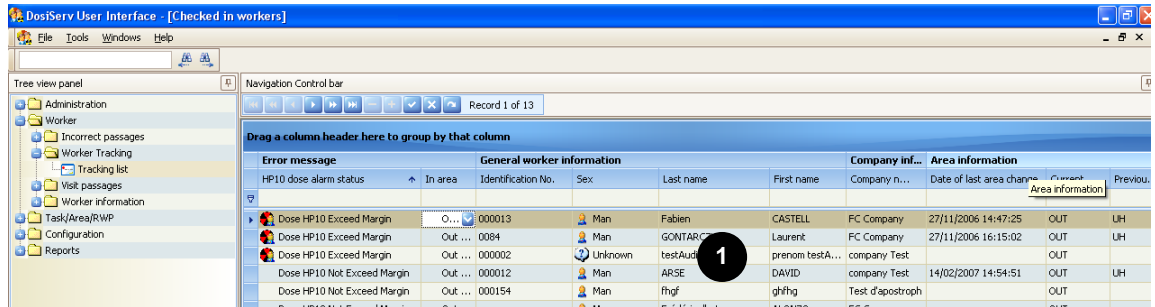 DosiServ User Interface - [Checked in workers]
File Tools Windows Help
Tree view panel
Navigation Control bar
Administration
Worker
Incorrect passages
Worker Tracking
Tracking list
Visit passages
Worker information
Task/Area/RWP
Configuration
Reports
Record 1 of 13
Drag a column header here to group by that column
Error message General worker information Company inf... Area information
HP10 dose alarm status In area Identification No. Sex Last name First name Company n... Date of last area change Current Previou.
Area information
Dose HP10 Exceed Margin O... 000013 Man Fabien CASTELL FC Company 27/11/2006 14:47:25 OUT UH
Dose HP10 Exceed Margin Out ... 0084 Man Laurent FC Company 27/11/2006 16:15:02 OUT UH
Dose HP10 Exceed Margin Out ... 000002 Unknown prenom testA... company Test OUT
1
Dose HP10 Not Exceed Margin Out ... 000012 Man ARSE DAVID company Test 14/02/2007 14:54:51 OUT UH
Dose HP10 Not Exceed Margin Out ... 000154 Man fhgf ghfhg Test d'apostroph OUT